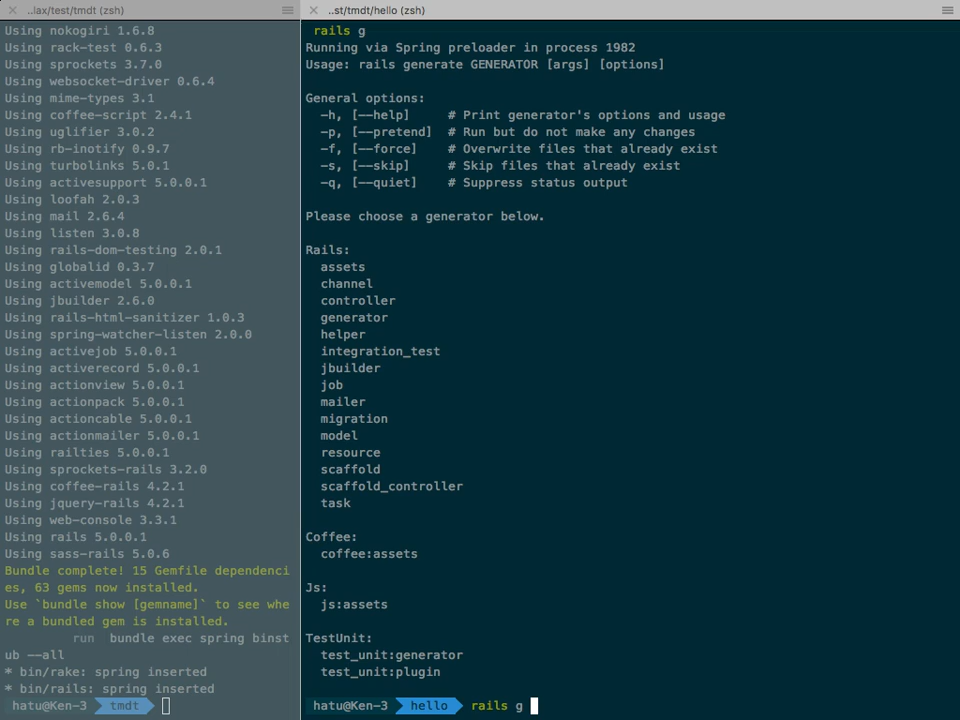 ..iax/test/tmdt (zsh)
Using nokogiri 1.6.8
Using rack-test 0.6.3
Using sprockets 3.7.0
Using websocket-driver 0.6.4
Using mime-types 3.1
Using coffee-script 2.4.1
Using uglifier 3.0.2
Using rb-inotify 0.9.7
Using turbolinks 5.0.1
Using activesupport 5.0.0.1
Using loofah 2.0.3
Using mail 2.6.4
Using listen 3.0.8
Using rails-dom-testing 2.0.1
Using globalid 0.3.7
Using activemodel 5.0.0.1
Using jbuilder 2.6.0
Using rails-html-sanitizer 1.0.3
Using spring-watcher-listen 2.0.0
Using activejob 5.0.0.1
Using activerecord 5.0.0.1
Using actionview 5.0.0.1
Using actionpack 5.0.0.1
Using actioncable 5.0.0.1
Using actionmailer 5.0.0.1
Using railties 5.0.0.1
Using sprockets-rails 3.2.0
Using coffee-rails 4.2.1
Using jquery-rails 4.2.1
Using web-console 3.3.1
Using rails 5.0.0.1
Using sass-rails 5.0.6
Bundle complete! 15 Gemfile dependenci
es, 63 gems now installed.
Use `bundle show [gemname]` to see whe
re a bundled gem is installed.
run  bundle exec spring binst
ub --all
* bin/rake: spring inserted
* bin/rails: spring inserted
hatu@Ken-3 tmdt
..st/tmdt/hello (zsh)
rails g
Running via Spring preloader in process 1982
Usage: rails generate GENERATOR [args] [options]
General options:
-h, [--help]     # Print generator's options and usage
-p, [--pretend]  # Run but do not make any changes
-f, [--force]    # Overwrite files that already exist
-s, [--skip]     # Skip files that already exist
-q, [--quiet]    # Suppress status output
Please choose a generator below.
Rails:
assets
channel
controller
generator
helper
integration_test
jbuilder
job
mailer
migration
model
resource
scaffold
scaffold_controller
task
Coffee:
coffee:assets
Js:
js:assets
TestUnit:
test_unit:generator
test_unit:plugin
hatu@Ken-3 hello rails g